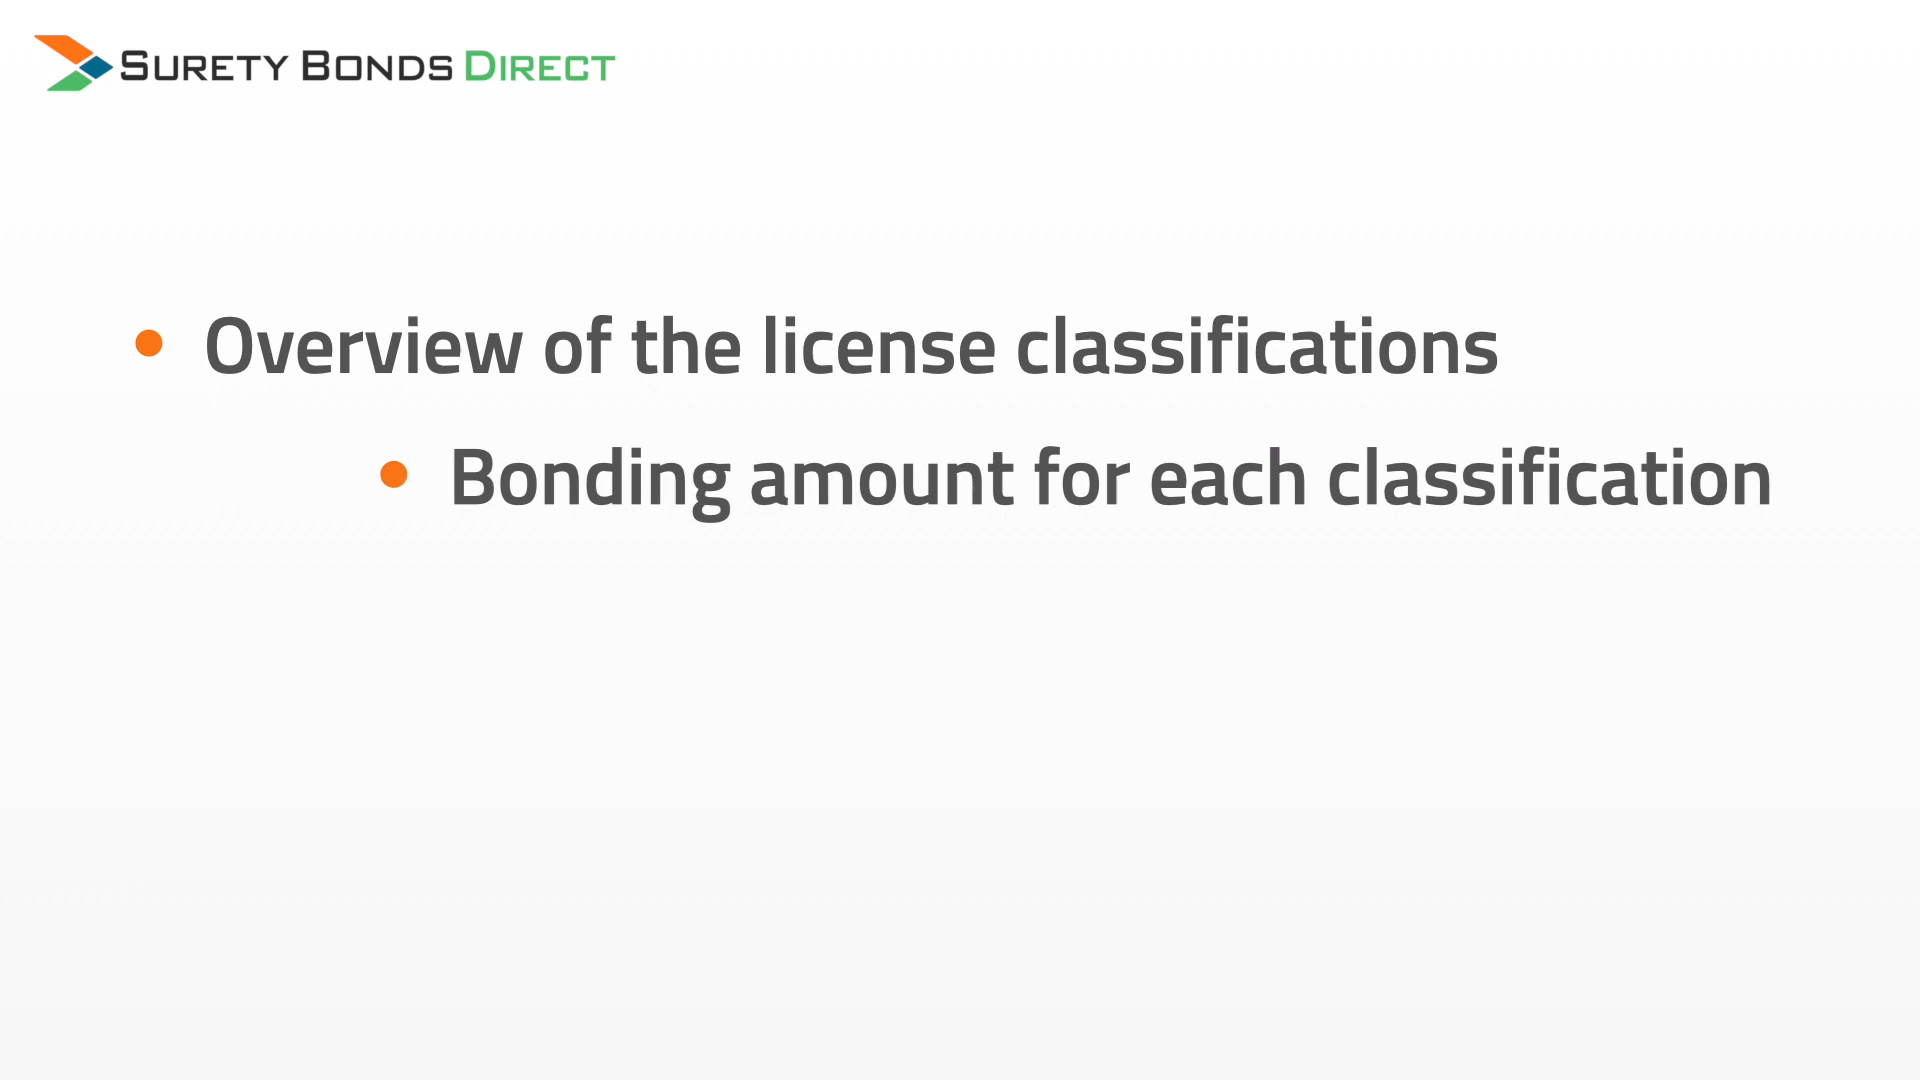 SURETY BONDS DIRECT
• Overview of the license classifications
• Bonding amount for each classification